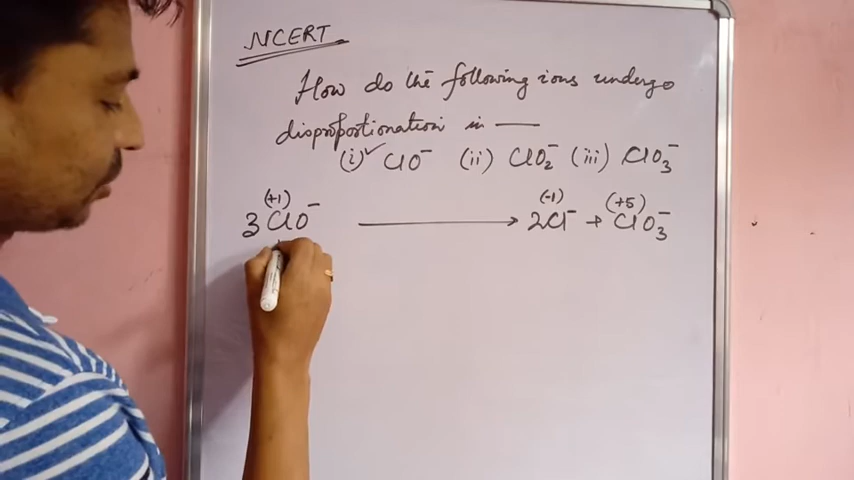 NCERT
How do the following ions undergo
disproportionation in ——
(i) ✓ ClO⁻ (ii) ClO₂⁻ (iii) ClO₃⁻
(+1) (-1) (+5)
3ClO⁻ ⟶ 2Cl⁻ + ClO₃⁻